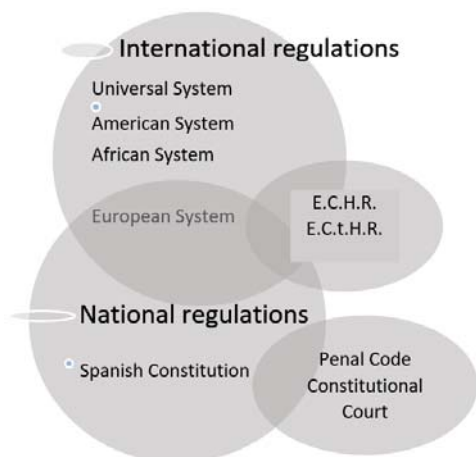 International regulations
Universal System
American System
African System
European System
E.C.H.R.
E.C.t.H.R.
National regulations
Spanish Constitution
Penal Code
Constitutional
Court